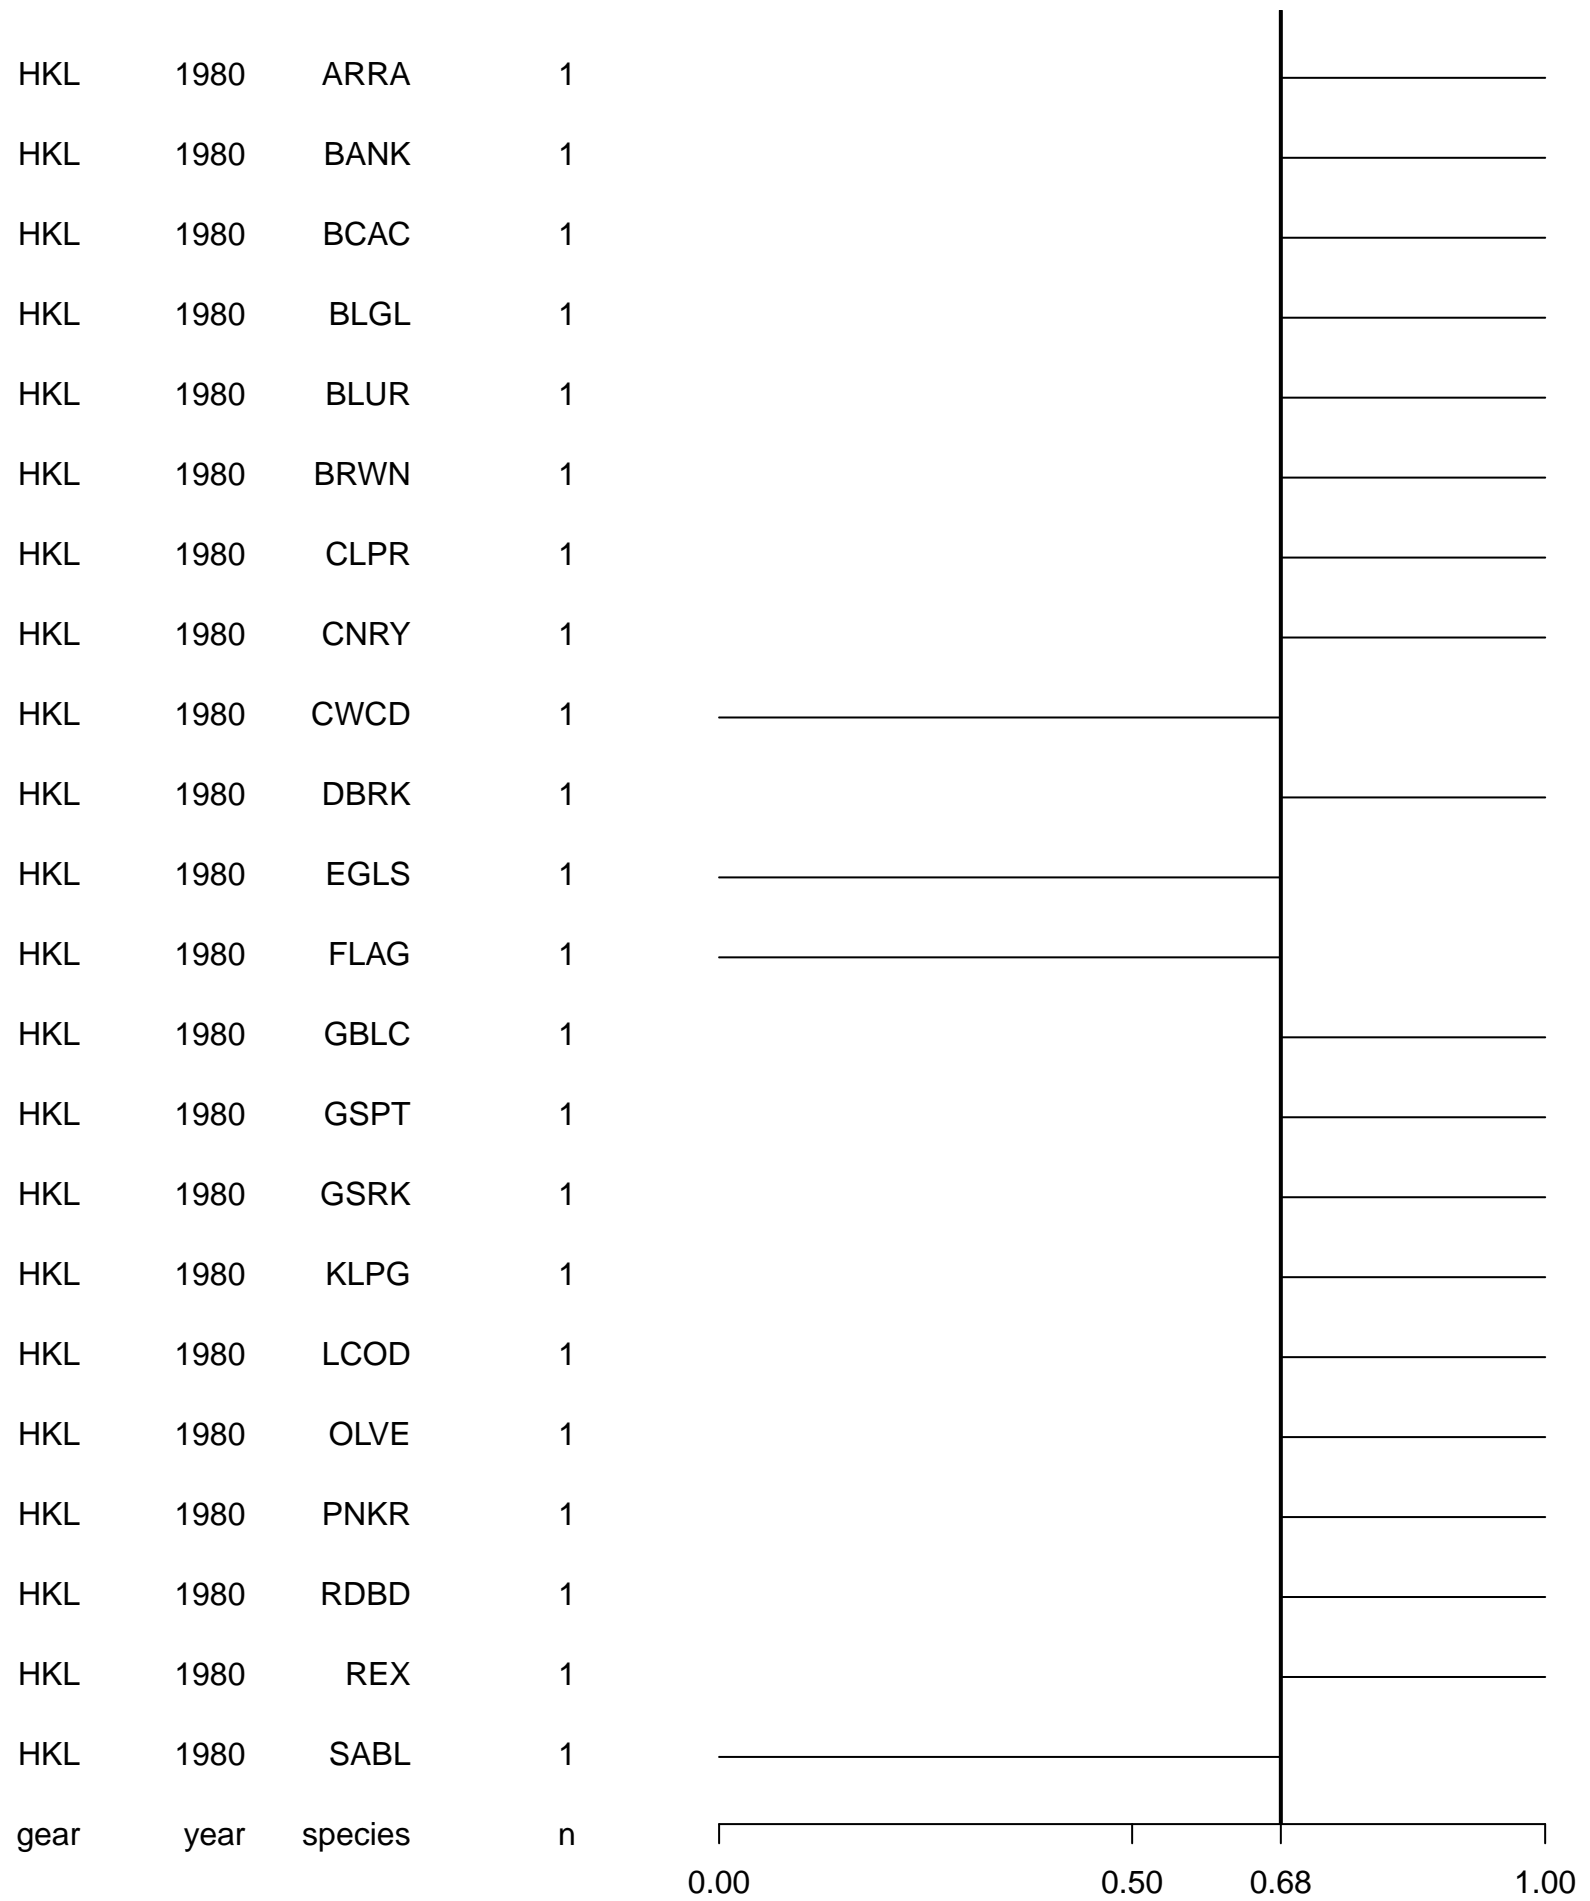 HKL 1980 ARRA 1
HKL 1980 BANK 1
HKL 1980 BCAC 1
HKL 1980 BLGL 1
HKL 1980 BLUR 1
HKL 1980 BRWN 1
HKL 1980 CLPR 1
HKL 1980 CNRY 1
HKL 1980 CWCD 1
HKL 1980 DBRK 1
HKL 1980 EGLS 1
HKL 1980 FLAG 1
HKL 1980 GBLC 1
HKL 1980 GSPT 1
HKL 1980 GSRK 1
HKL 1980 KLPG 1
HKL 1980 LCOD 1
HKL 1980 OLVE 1
HKL 1980 PNKR 1
HKL 1980 RDBD 1
HKL 1980 REX 1
HKL 1980 SABL 1
gear year species n
0.00 0.50 0.68 1.00